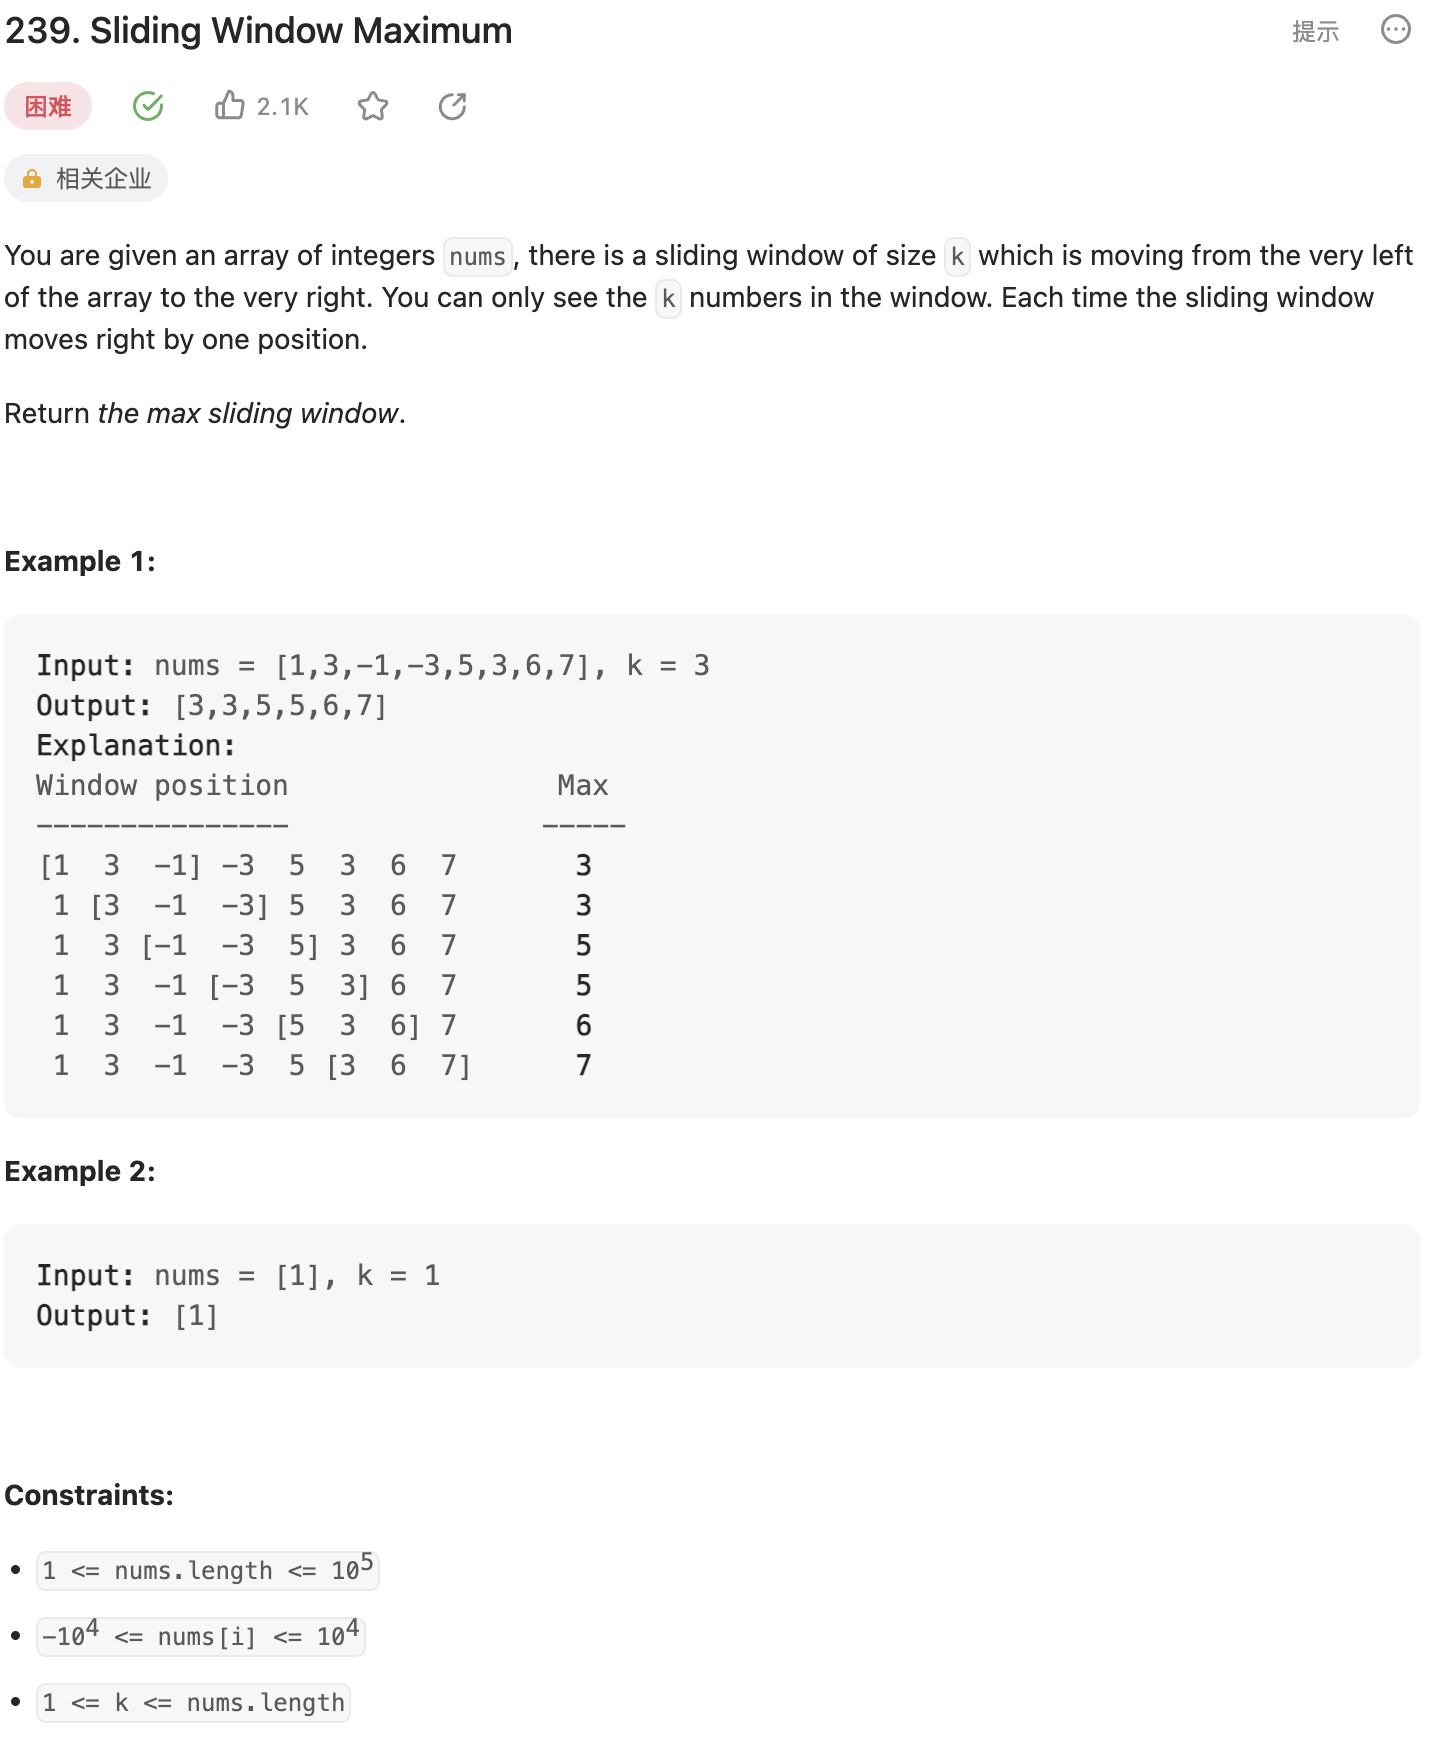 239. Sliding Window Maximum
提示
困难
2.1K
相关企业
You are given an array of integers nums, there is a sliding window of size k which is moving from the very left
of the array to the very right. You can only see the k numbers in the window. Each time the sliding window
moves right by one position.
Return the max sliding window.
Example 1:
Input: nums = [1,3,-1,-3,5,3,6,7], k = 3
Output: [3,3,5,5,6,7]
Explanation:
Window position                Max
---------------               -----
[1  3  -1] -3  5  3  6  7       3
 1 [3  -1  -3] 5  3  6  7       3
 1  3 [-1  -3  5] 3  6  7       5
 1  3  -1 [-3  5  3] 6  7       5
 1  3  -1  -3 [5  3  6] 7       6
 1  3  -1  -3  5 [3  6  7]      7
Example 2:
Input: nums = [1], k = 1
Output: [1]
Constraints:
• 1 <= nums.length <= 10⁵
• -10⁴ <= nums[i] <= 10⁴
• 1 <= k <= nums.length